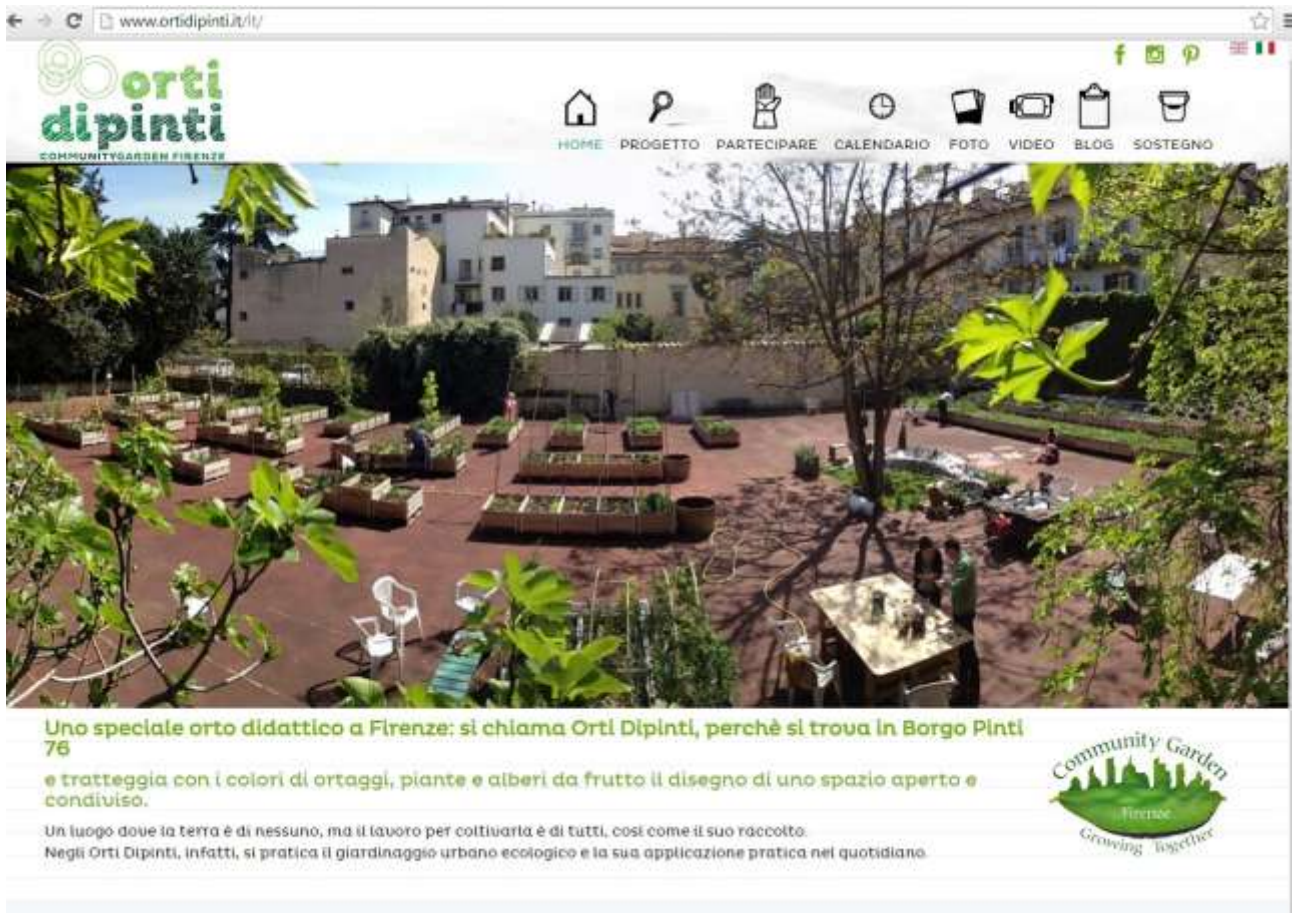 www.ortidipinti.it/it/
orti
dipinti
COMMUNITYGARDEN FIRENZE
HOME PROGETTO PARTECIPARE CALENDARIO FOTO VIDEO BLOG SOSTEGNO
Uno speciale orto didattico a Firenze: si chiama Orti Dipinti, perchè si trova in Borgo Pinti
76
e tratteggia con i colori di ortaggi, piante e alberi da frutto il disegno di uno spazio aperto e
condiviso.
Un luogo dove la terra è di nessuno, ma il lavoro per coltivarla è di tutti, così come il suo raccolto.
Negli Orti Dipinti, infatti, si pratica il giardinaggio urbano ecologico e la sua applicazione pratica nel quotidiano.
Community Garden
Firenze
Growing Together